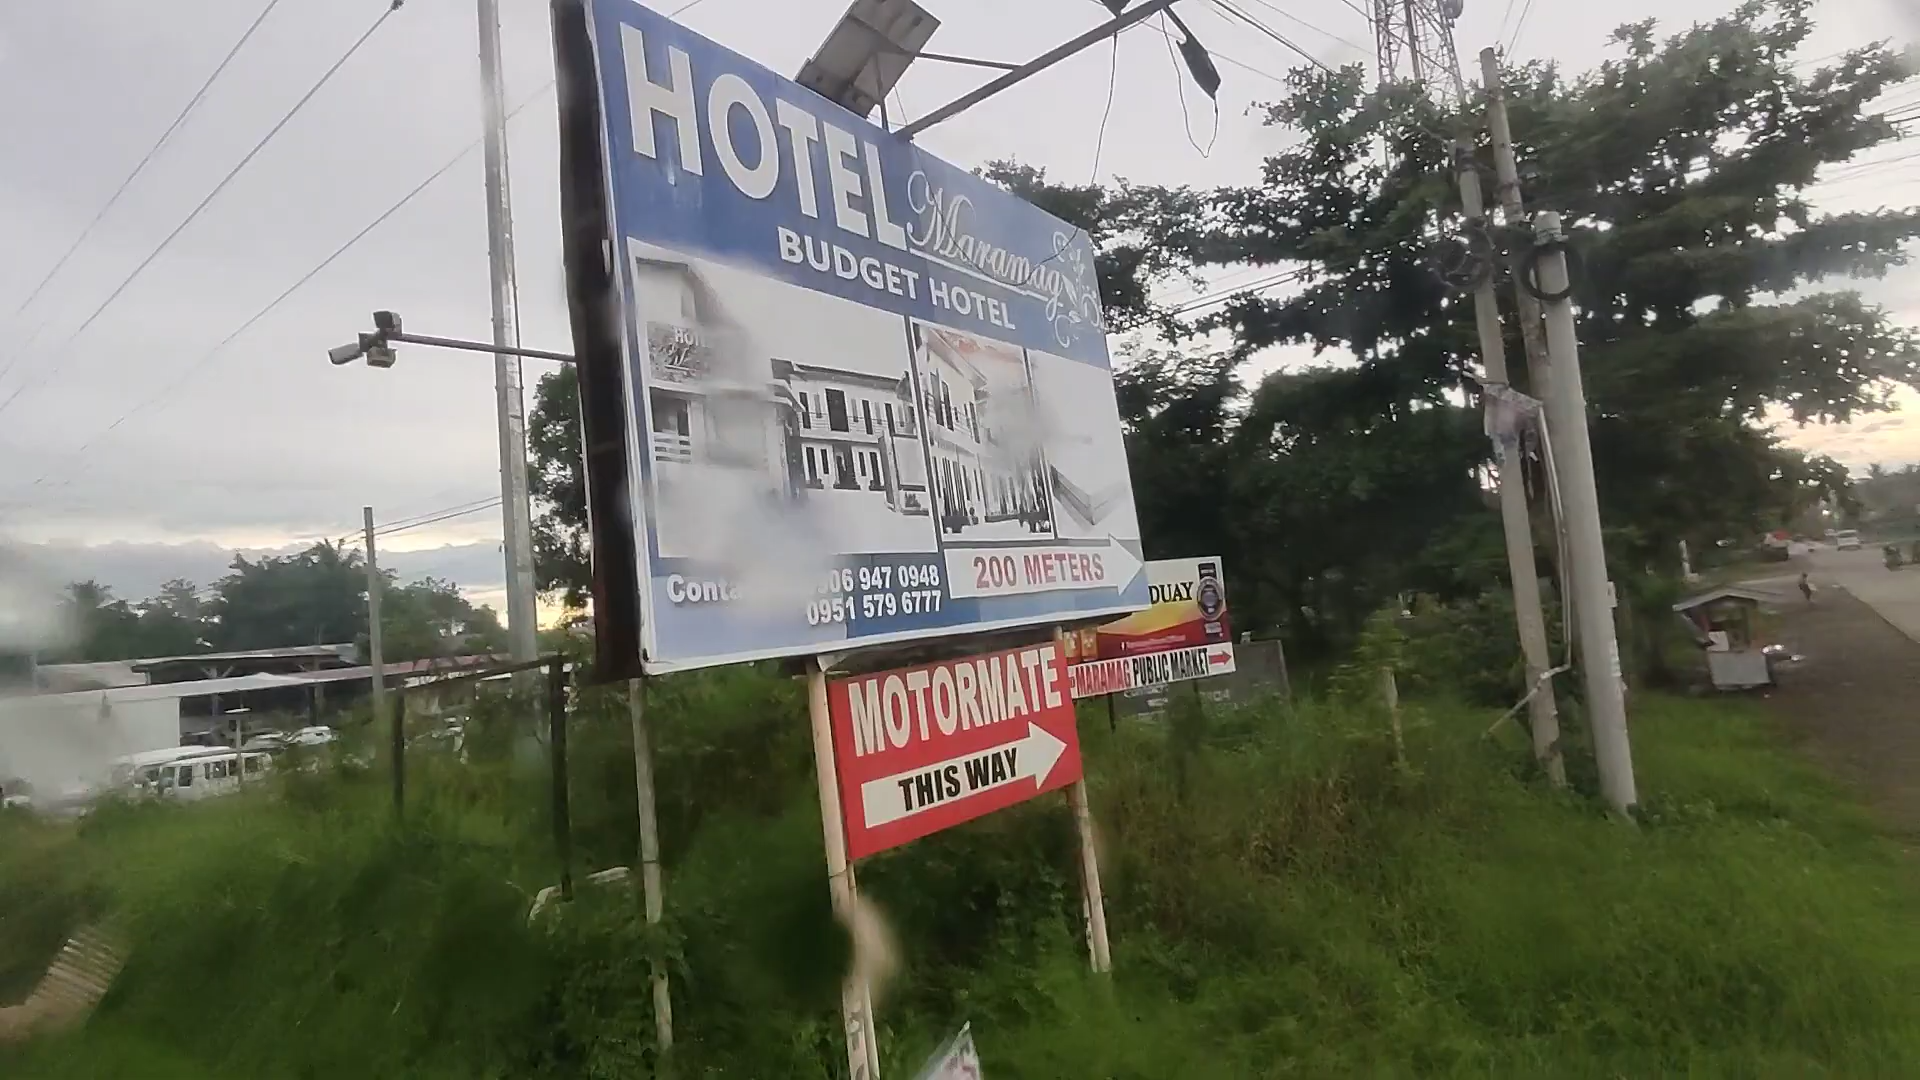 HOTEL Maramag
BUDGET HOTEL
HOTEL
200 METERS
06 947 0948
0951 579 6777
DUAY
MARAMAG PUBLIC MARKET
MOTORMATE
THIS WAY